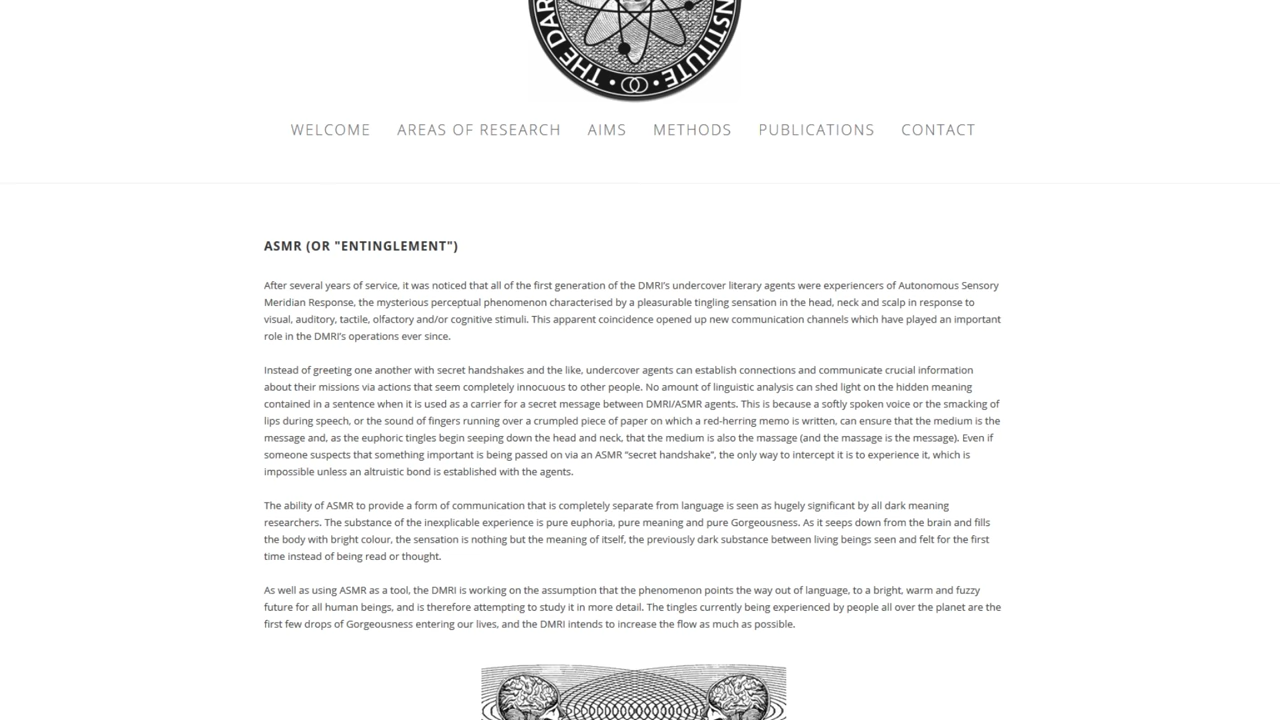 THE DAR
NSTITUTE
WELCOME AREAS OF RESEARCH AIMS METHODS PUBLICATIONS CONTACT
ASMR (OR "ENTINGLEMENT")
After several years of service, it was noticed that all of the first generation of the DMRI's undercover literary agents were experiencers of Autonomous Sensory
Meridian Response, the mysterious perceptual phenomenon characterised by a pleasurable tingling sensation in the head, neck and scalp in response to
visual, auditory, tactile, olfactory and/or cognitive stimuli. This apparent coincidence opened up new communication channels which have played an important
role in the DMRI's operations ever since.
Instead of greeting one another with secret handshakes and the like, undercover agents can establish connections and communicate crucial information
about their missions via actions that seem completely innocuous to other people. No amount of linguistic analysis can shed light on the hidden meaning
contained in a sentence when it is used as a carrier for a secret message between DMRI/ASMR agents. This is because a softly spoken voice or the smacking of
lips during speech, or the sound of fingers running over a crumpled piece of paper on which a red-herring memo is written, can ensure that the medium is the
message and, as the euphoric tingles begin seeping down the head and neck, that the medium is also the massage (and the massage is the message). Even if
someone suspects that something important is being passed on via an ASMR “secret handshake”, the only way to intercept it is to experience it, which is
impossible unless an altruistic bond is established with the agents.
The ability of ASMR to provide a form of communication that is completely separate from language is seen as hugely significant by all dark meaning
researchers. The substance of the inexplicable experience is pure euphoria, pure meaning and pure Gorgeousness. As it seeps down from the brain and fills
the body with bright colour, the sensation is nothing but the meaning of itself, the previously dark substance between living beings seen and felt for the first
time instead of being read or thought.
As well as using ASMR as a tool, the DMRI is working on the assumption that the phenomenon points the way out of language, to a bright, warm and fuzzy
future for all human beings, and is therefore attempting to study it in more detail. The tingles currently being experienced by people all over the planet are the
first few drops of Gorgeousness entering our lives, and the DMRI intends to increase the flow as much as possible.